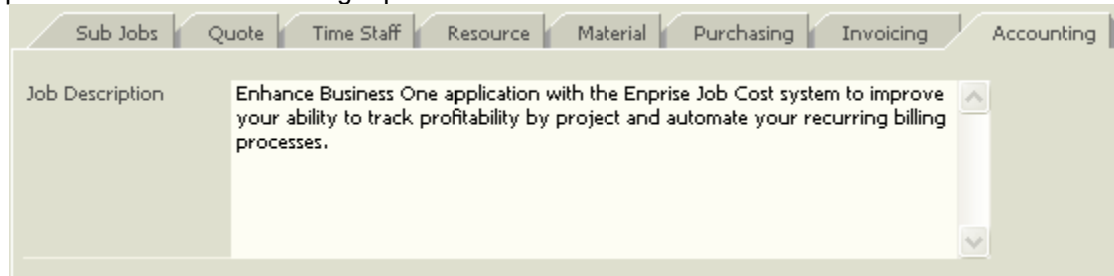 Sub Jobs Quote Time Staff Resource Material Purchasing Invoicing Accounting
Job Description
Enhance Business One application with the Enprise Job Cost system to improve
your ability to track profitability by project and automate your recurring billing
processes.